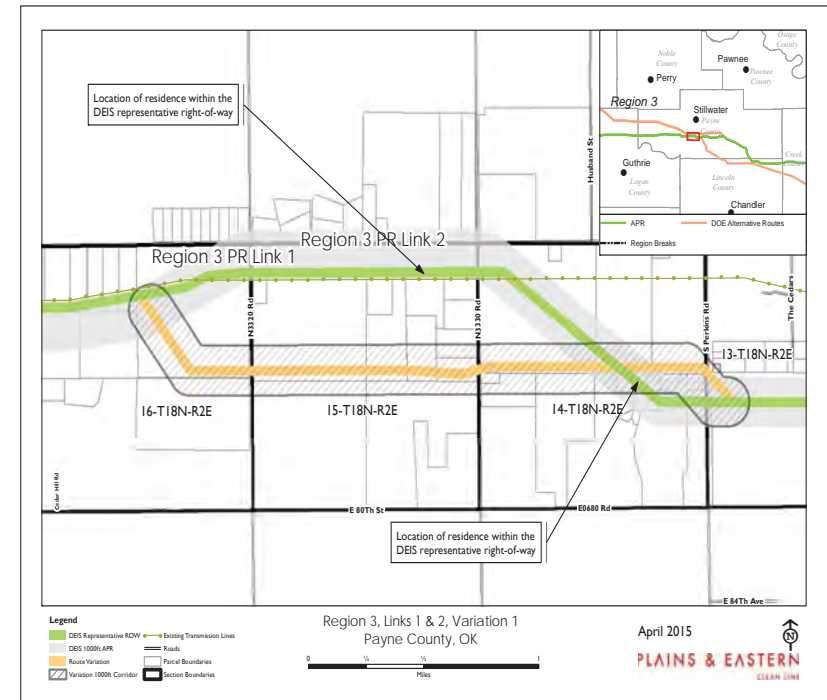 Location of residence within the
DEIS representative right-of-way
Region 3 PR Link 1
Region 3 PR Link 2
Husband St
N3320 Rd
N3330 Rd
S Perkins Rd
The Cedars
13-T18N-R2E
16-T18N-R2E
15-T18N-R2E
14-T18N-R2E
Cedar Hill Rd
E 80Th St
E0680 Rd
Location of residence within the
DEIS representative right-of-way
E 84Th Ave
Noble
County
Osage
County
Pawnee
Pawnee
County
Perry
Region 3
Stillwater
Payne
County
Creek
Guthrie
Logan
County
Lincoln
County
Chandler
APR
DOE Alternative Routes
Region Breaks
Legend
DEIS Representative ROW
Existing Transmission Lines
DEIS 1000ft APR
Roads
Route Variation
Parcel Boundaries
Variation 1000ft Corridor
Section Boundaries
Region 3, Links 1 & 2, Variation 1
Payne County, OK
0 ¼ ½ 1
Miles
April 2015
N
PLAINS & EASTERN
CLEAN LINE